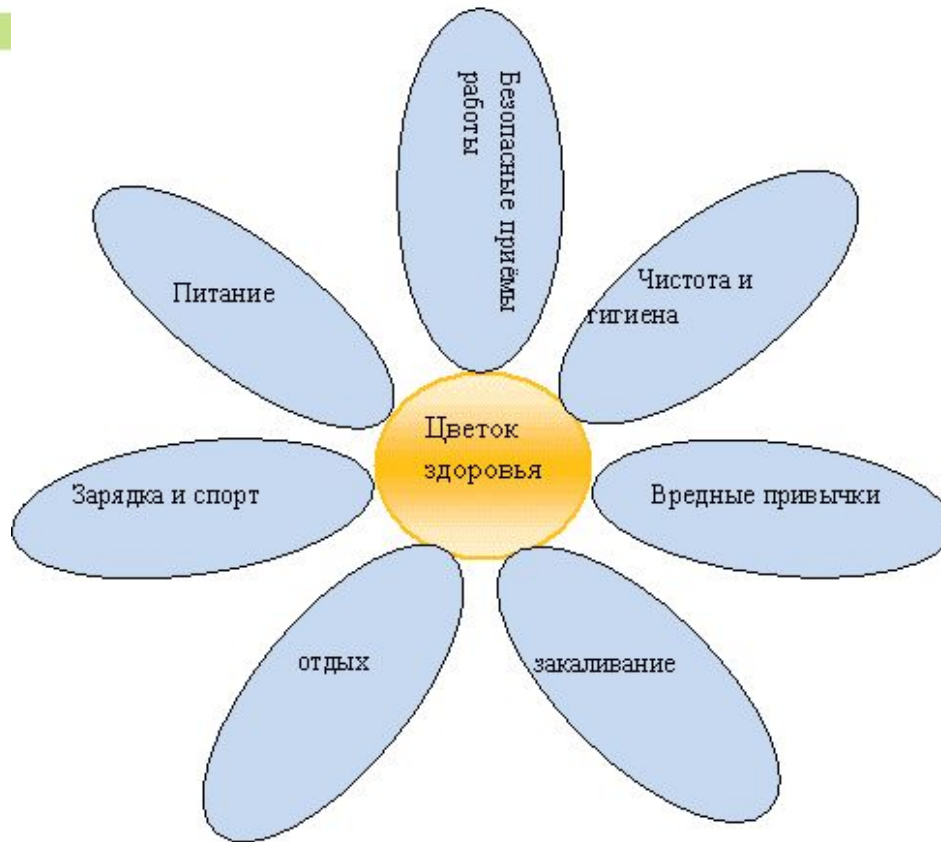 Безопасные приёмы
работы
Чистота и
гигиена
Питание
Цветок
здоровья
Зарядка и спорт
Вредные привычки
отдых
закаливание